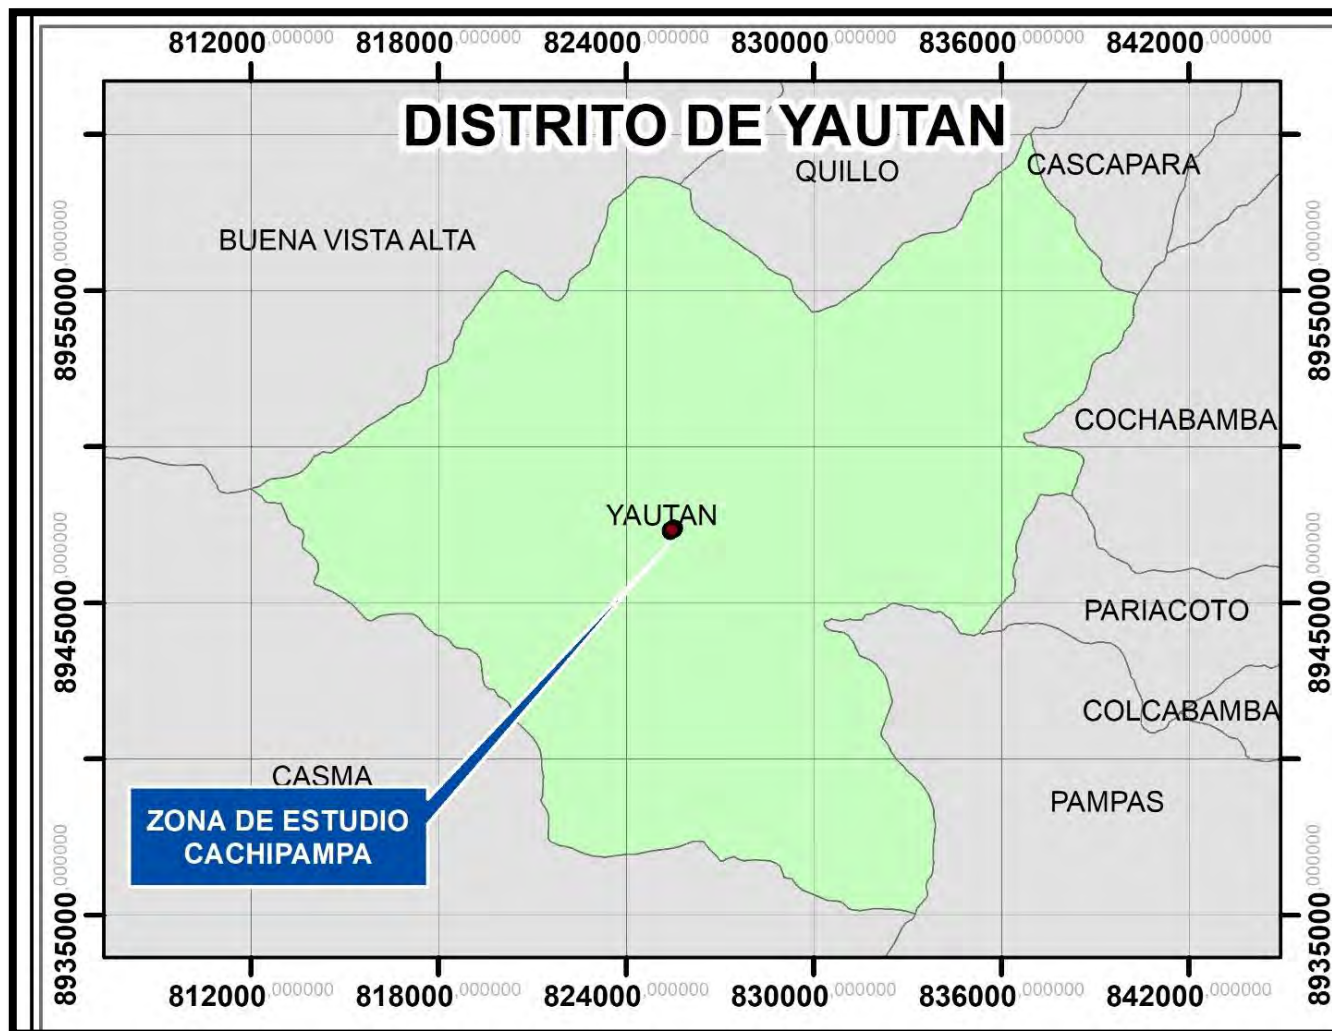 812000,000000 818000,000000 824000,000000 830000,000000 836000,000000 842000,000000
DISTRITO DE YAUTAN
QUILLO
CASCAPARA
BUENA VISTA ALTA
8955000,000000
8955000,000000
COCHABAMBA
YAUTAN
8945000,000000
8945000,000000
PARIACOTO
COLCABAMBA
CASMA
PAMPAS
ZONA DE ESTUDIO
CACHIPAMPA
8935000,000000
8935000,000000
812000,000000 818000,000000 824000,000000 830000,000000 836000,000000 842000,000000